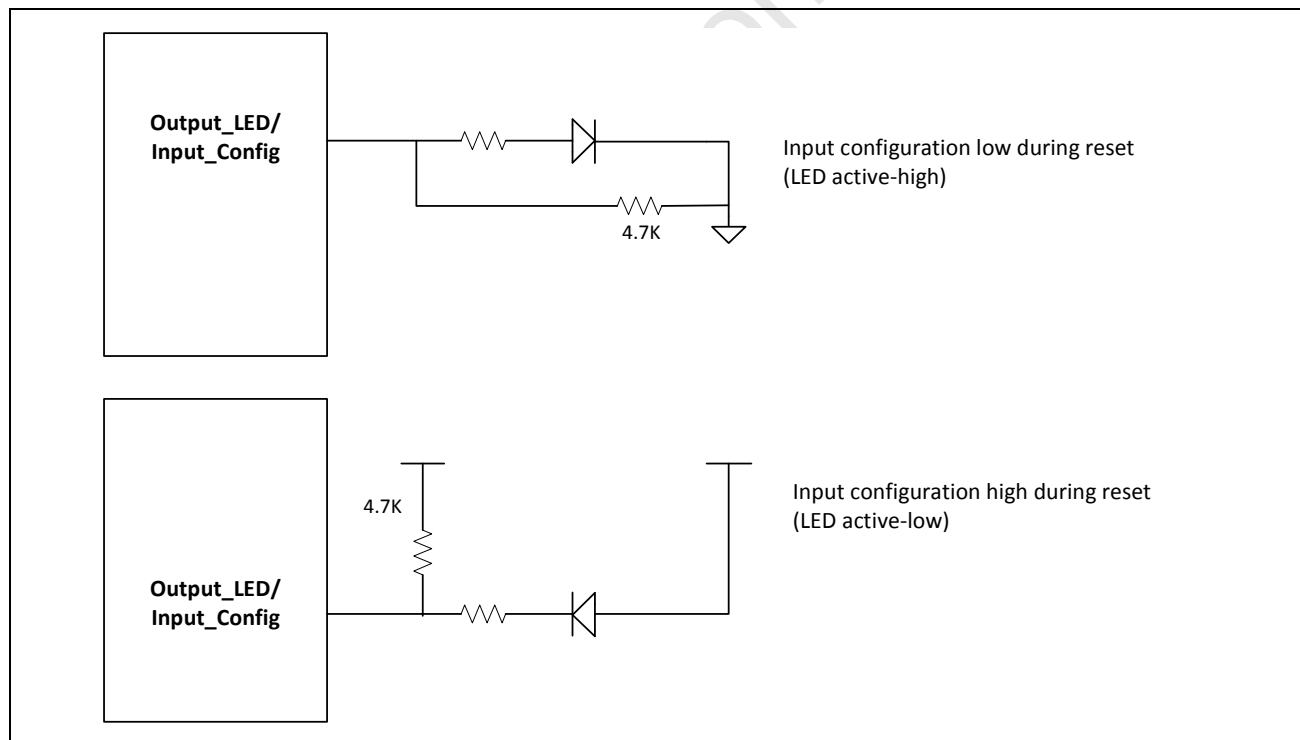 Output_LED/
Input_Config
Input configuration low during reset
(LED active-high)
4.7K
4.7K
Input configuration high during reset
(LED active-low)
Output_LED/
Input_Config